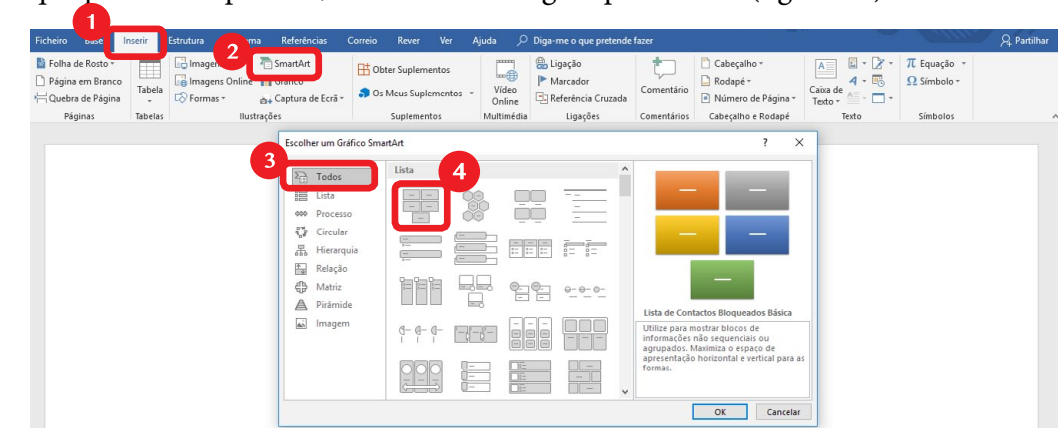 1
Ficheiro Base Inserir Estrutura Referências Correio Rever Ver Ajuda Diga-me o que pretende fazer Partilhar
2
Folha de Rosto
Página em Branco
Quebra de Página
Páginas
Tabela
Tabelas
Imagens Online
Formas
SmartArt
Gráfico
Captura de Ecrã
Ilustrações
Obter Suplementos
Os Meus Suplementos
Suplementos
Vídeo
Online
Multimédia
Ligação
Marcador
Referência Cruzada
Ligações
Comentário
Comentários
Cabeçalho
Rodapé
Número de Página
Cabeçalho e Rodapé
Caixa de
Texto
Texto
Equação
Símbolo
Símbolos
Escolher um Gráfico SmartArt ?
3
Todos
Lista
Processo
Circular
Hierarquia
Relação
Matriz
Pirâmide
Imagem
Lista
4
Lista de Contactos Bloqueados Básica
Utilize para mostrar blocos de
informações não sequenciais ou
agrupados. Maximiza o espaço de
apresentação horizontal e vertical para as
formas.
OK Cancelar